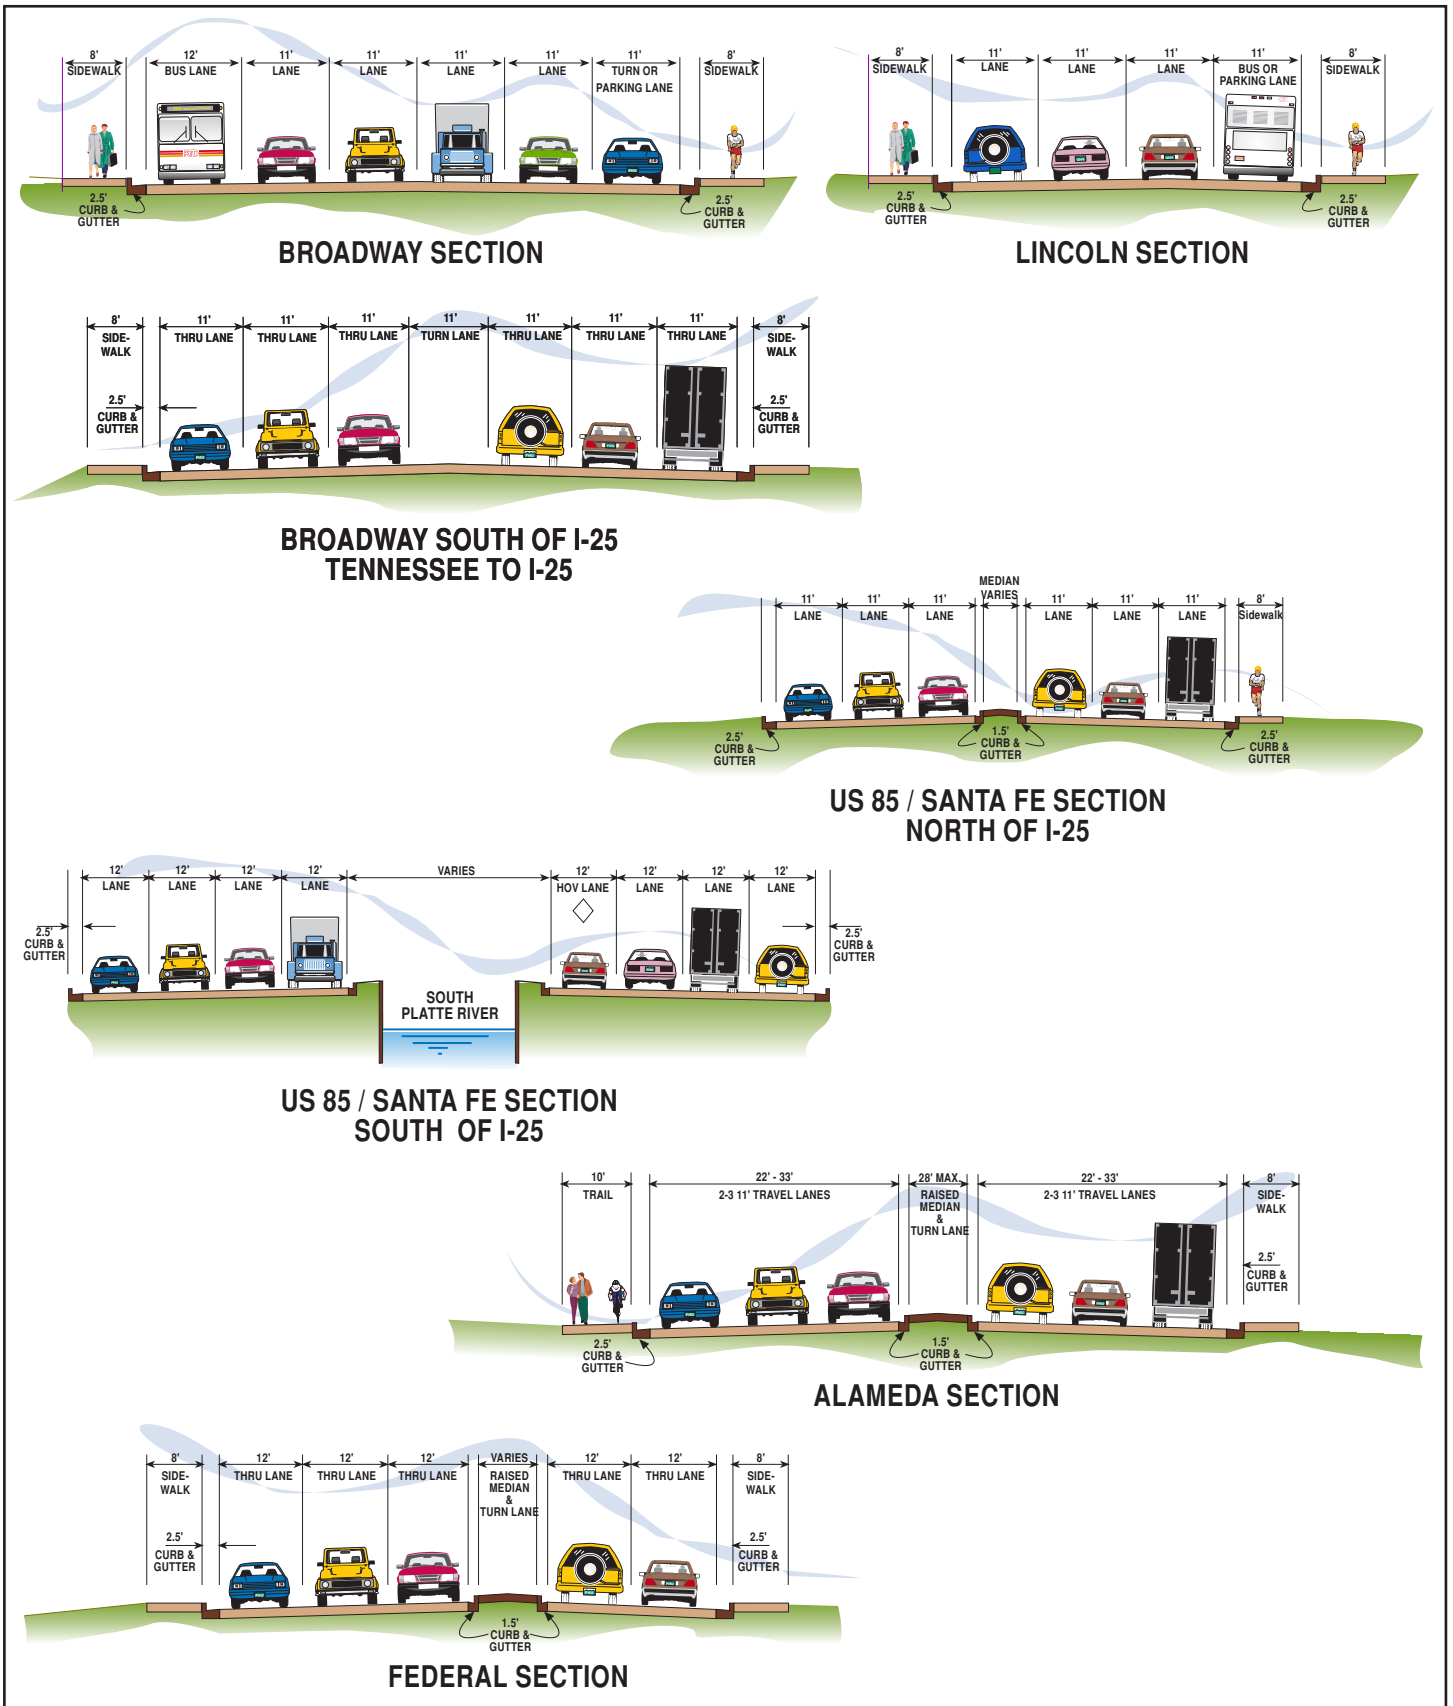 8' 12' 11' 11' 11' 11' 11' 8'
SIDEWALK BUS LANE LANE LANE LANE LANE TURN OR SIDEWALK
PARKING LANE
2.5'
CURB &
GUTTER
2.5'
CURB &
GUTTER
BROADWAY SECTION
8' 11' 11' 11' 11' 8'
SIDEWALK LANE LANE LANE BUS OR SIDEWALK
PARKING LANE
2.5'
CURB &
GUTTER
2.5'
CURB &
GUTTER
LINCOLN SECTION
8' 11' 11' 11' 11' 11' 11' 11' 8'
SIDE- THRU LANE THRU LANE THRU LANE TURN LANE THRU LANE THRU LANE THRU LANE SIDE-
WALK WALK
2.5'
CURB &
GUTTER
2.5'
CURB &
GUTTER
BROADWAY SOUTH OF I-25
TENNESSEE TO I-25
MEDIAN
VARIES
11' 11' 11' 11' 11' 11' 8'
LANE LANE LANE LANE LANE LANE Sidewalk
2.5'
CURB &
GUTTER
1.5'
CURB &
GUTTER
2.5'
CURB &
GUTTER
US 85 / SANTA FE SECTION
NORTH OF I-25
12' 12' 12' 12' VARIES 12' 12' 12' 12'
LANE LANE LANE LANE HOV LANE LANE LANE LANE
2.5'
CURB &
GUTTER
2.5'
CURB &
GUTTER
SOUTH
PLATTE RIVER
US 85 / SANTA FE SECTION
SOUTH OF I-25
10' 22' - 33' 28' MAX. 22' - 33' 8'
TRAIL 2-3 11' TRAVEL LANES RAISED 2-3 11' TRAVEL LANES SIDE-
MEDIAN WALK
&
TURN LANE
2.5'
CURB &
GUTTER
2.5'
CURB &
GUTTER
1.5'
CURB &
GUTTER
ALAMEDA SECTION
8' 12' 12' 12' VARIES 12' 12' 8'
SIDE- THRU LANE THRU LANE THRU LANE RAISED THRU LANE THRU LANE SIDE-
WALK MEDIAN WALK
&
TURN LANE
2.5'
CURB &
GUTTER
2.5'
CURB &
GUTTER
1.5'
CURB &
GUTTER
FEDERAL SECTION